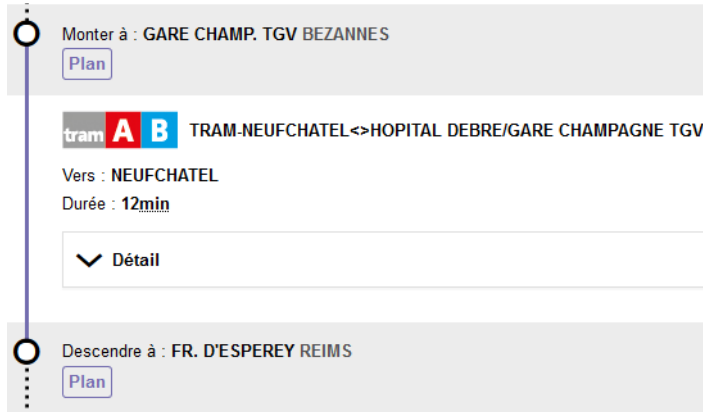 Monter à : GARE CHAMP. TGV BEZANNES
Plan
tram A B TRAM-NEUFCHATEL<>HOPITAL DEBRE/GARE CHAMPAGNE TGV
Vers : NEUFCHATEL
Durée : 12min
Détail
Descendre à : FR. D'ESPEREY REIMS
Plan